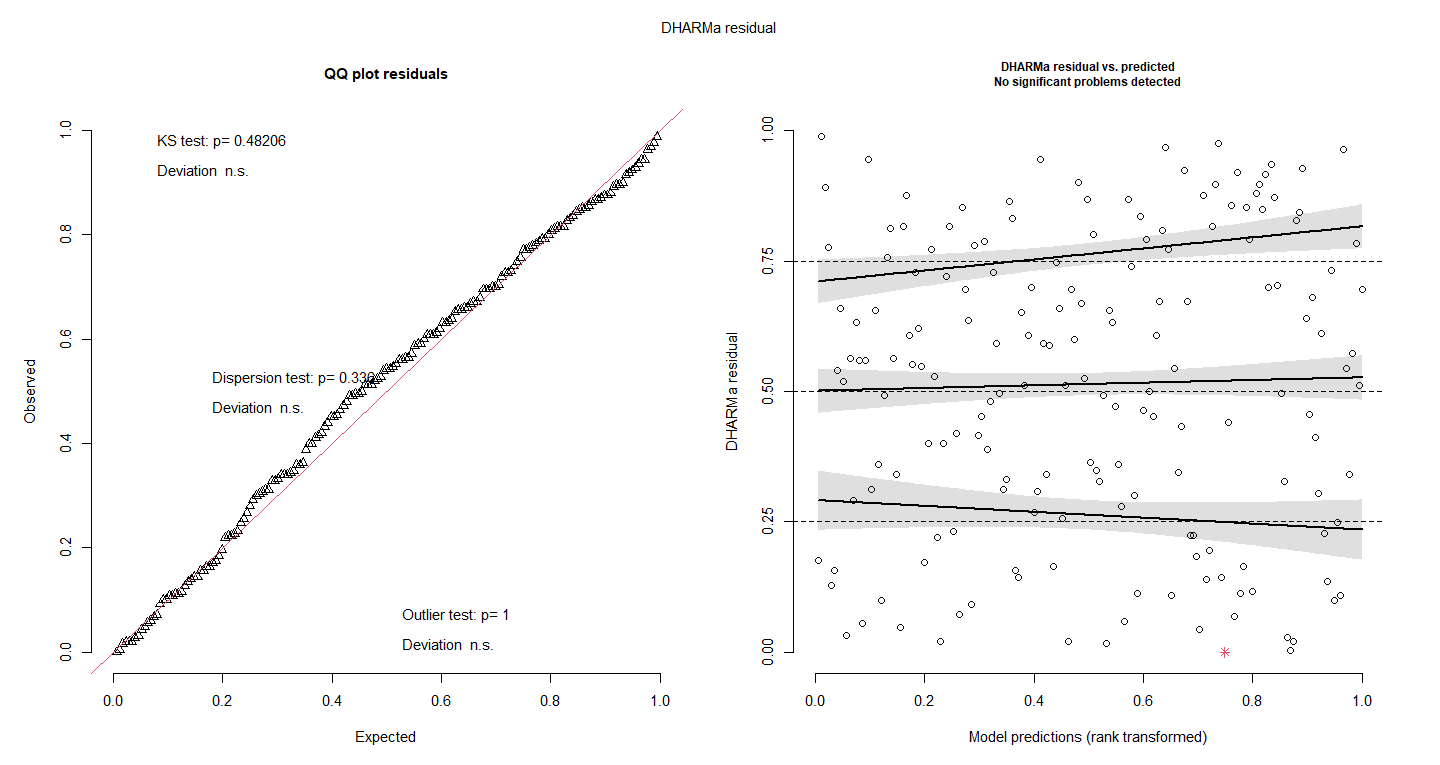 DHARMa residual
QQ plot residuals
KS test: p= 0.48206
Deviation n.s.
Dispersion test: p= 0.336
Deviation n.s.
Outlier test: p= 1
Deviation n.s.
Observed
0.0
0.2
0.4
0.6
0.8
1.0
0.0
0.2
0.4
0.6
0.8
1.0
Expected
DHARMa residual vs. predicted
No significant problems detected
DHARMa residual
0.00
0.25
0.50
0.75
1.00
0.0
0.2
0.4
0.6
0.8
1.0
Model predictions (rank transformed)